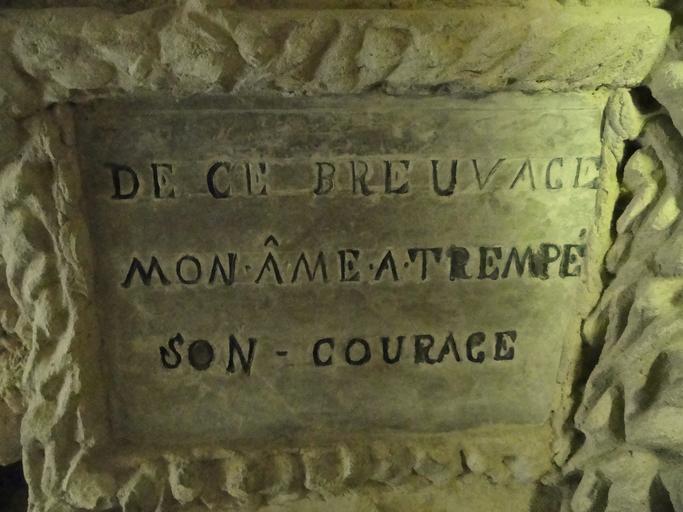 DE CE BREUVAGE
MON·ÂME·A·TREMPÉ
SON - COURAGE